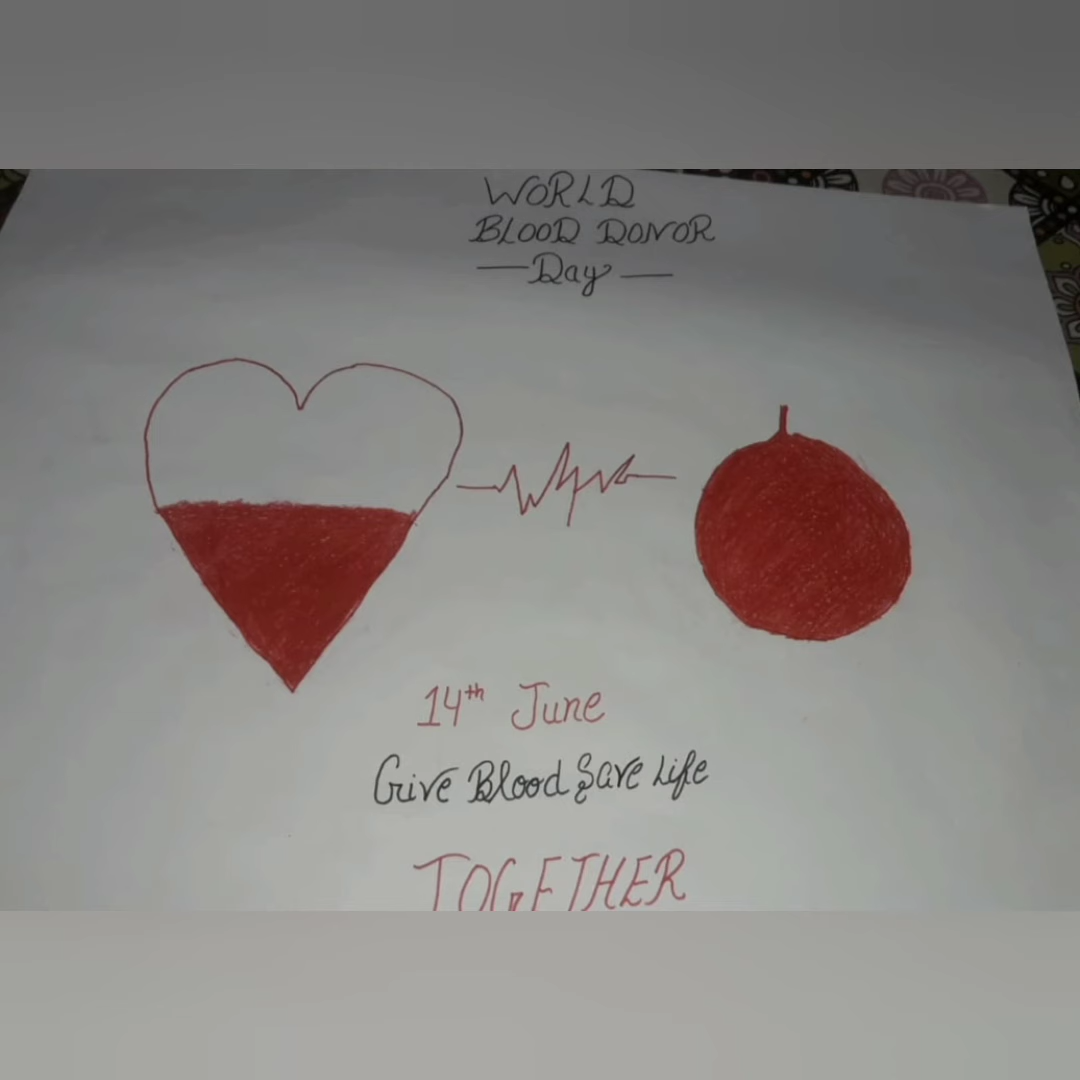 WORLD
BLOOD DONOR
—Day—
14th June
Give Blood Save Life
TOGETHER